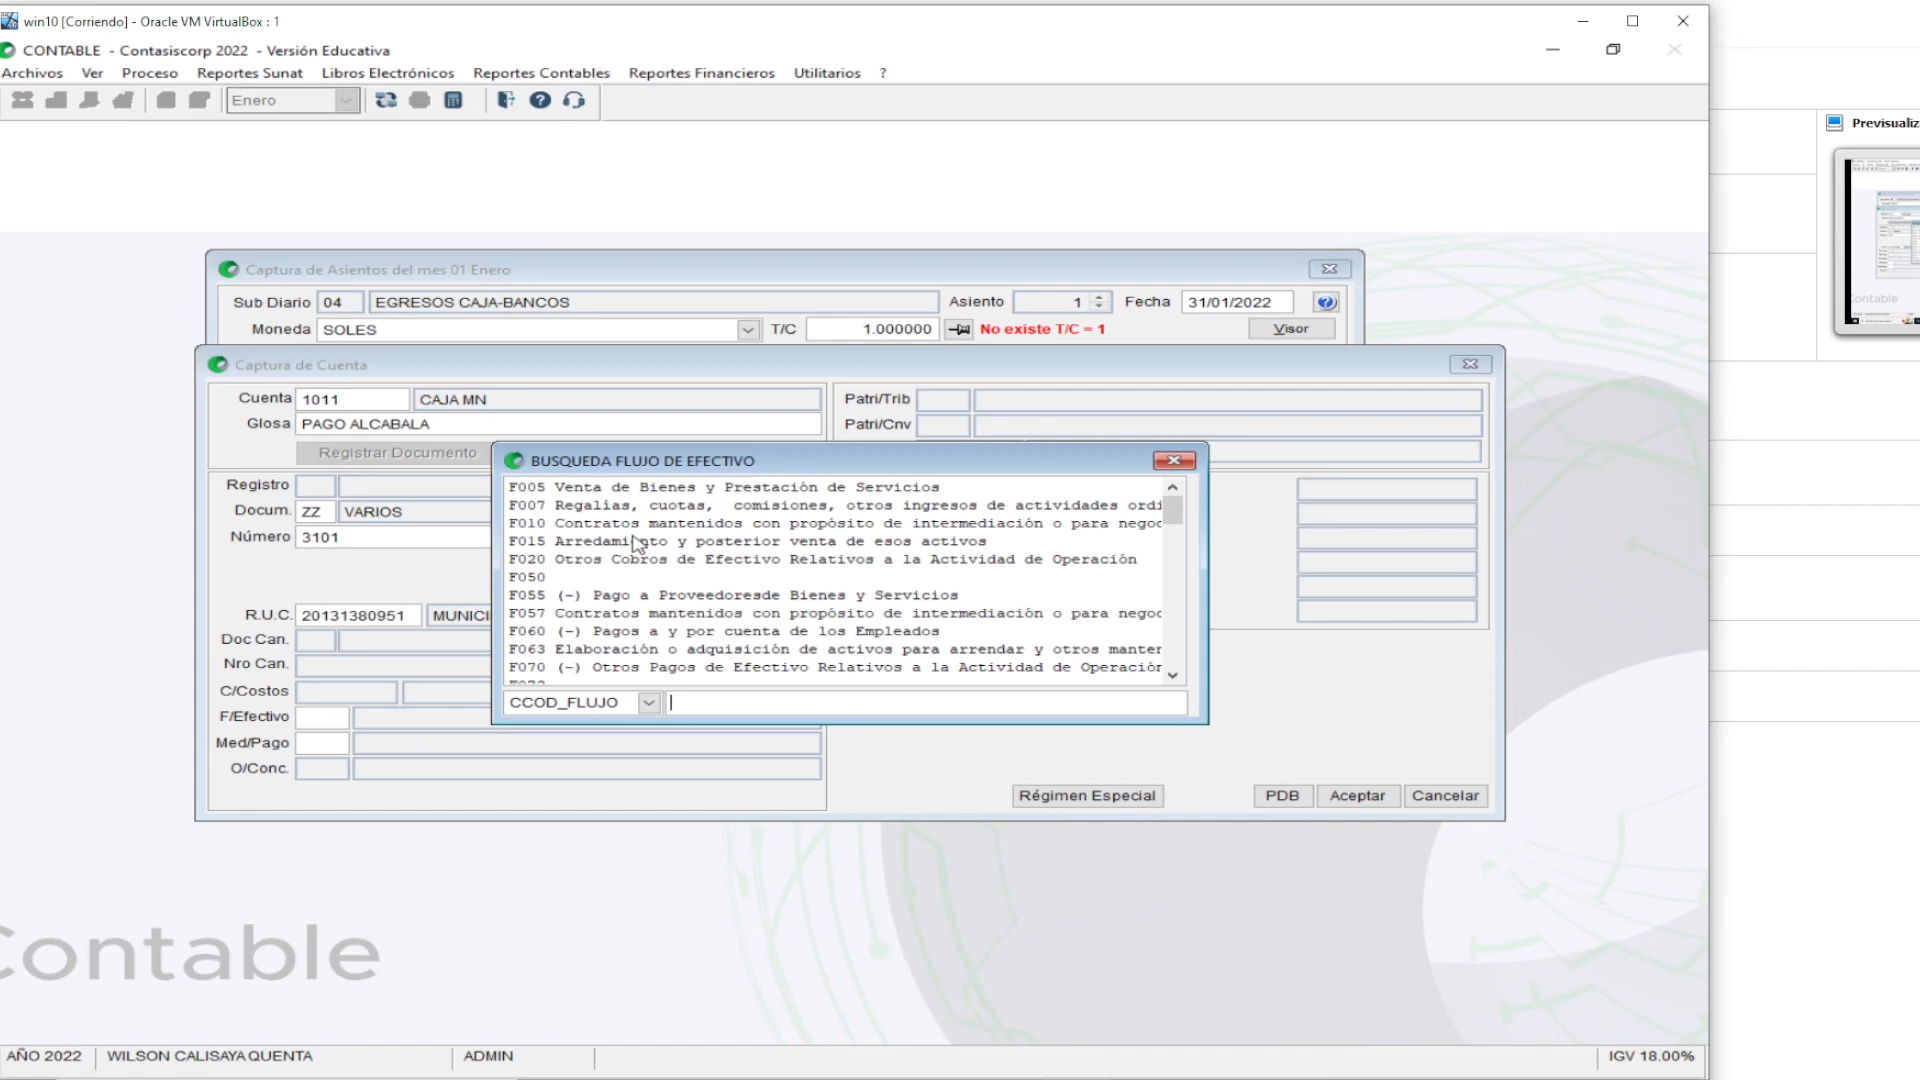 win10 [Corriendo] - Oracle VM VirtualBox : 1
CONTABLE - Contasiscorp 2022 - Versión Educativa
Archivos Ver Proceso Reportes Sunat Libros Electrónicos Reportes Contables Reportes Financieros Utilitarios ?
Enero
Previsualiz
Captura de Asientos del mes 01 Enero
Sub Diario 04 EGRESOS CAJA-BANCOS Asiento 1 Fecha 31/01/2022
Moneda SOLES T/C 1.000000 No existe T/C = 1 Visor
Captura de Cuenta
Cuenta 1011 CAJA MN Patri/Trib
Glosa PAGO ALCABALA Patri/Cnv
Registrar Documento
BUSQUEDA FLUJO DE EFECTIVO
F005 Venta de Bienes y Prestación de Servicios
F007 Regalías, cuotas, comisiones, otros ingresos de actividades ordi
F010 Contratos mantenidos con propósito de intermediación o para negoc
F015 Arredamiento y posterior venta de esos activos
F020 Otros Cobros de Efectivo Relativos a la Actividad de Operación
F050
F055 (-) Pago a Proveedoresde Bienes y Servicios
F057 Contratos mantenidos con propósito de intermediación o para negoc
F060 (-) Pagos a y por cuenta de los Empleados
F063 Elaboración o adquisición de activos para arrendar y otros manter
F070 (-) Otros Pagos de Efectivo Relativos a la Actividad de Operación
CCOD_FLUJO
Registro
Docum. ZZ VARIOS
Número 3101
R.U.C. 20131380951 MUNICI
Doc Can.
Nro Can.
C/Costos
F/Efectivo
Med/Pago
O/Conc.
Régimen Especial PDB Aceptar Cancelar
Contable
AÑO 2022 WILSON CALISAYA QUENTA ADMIN IGV 18.00%